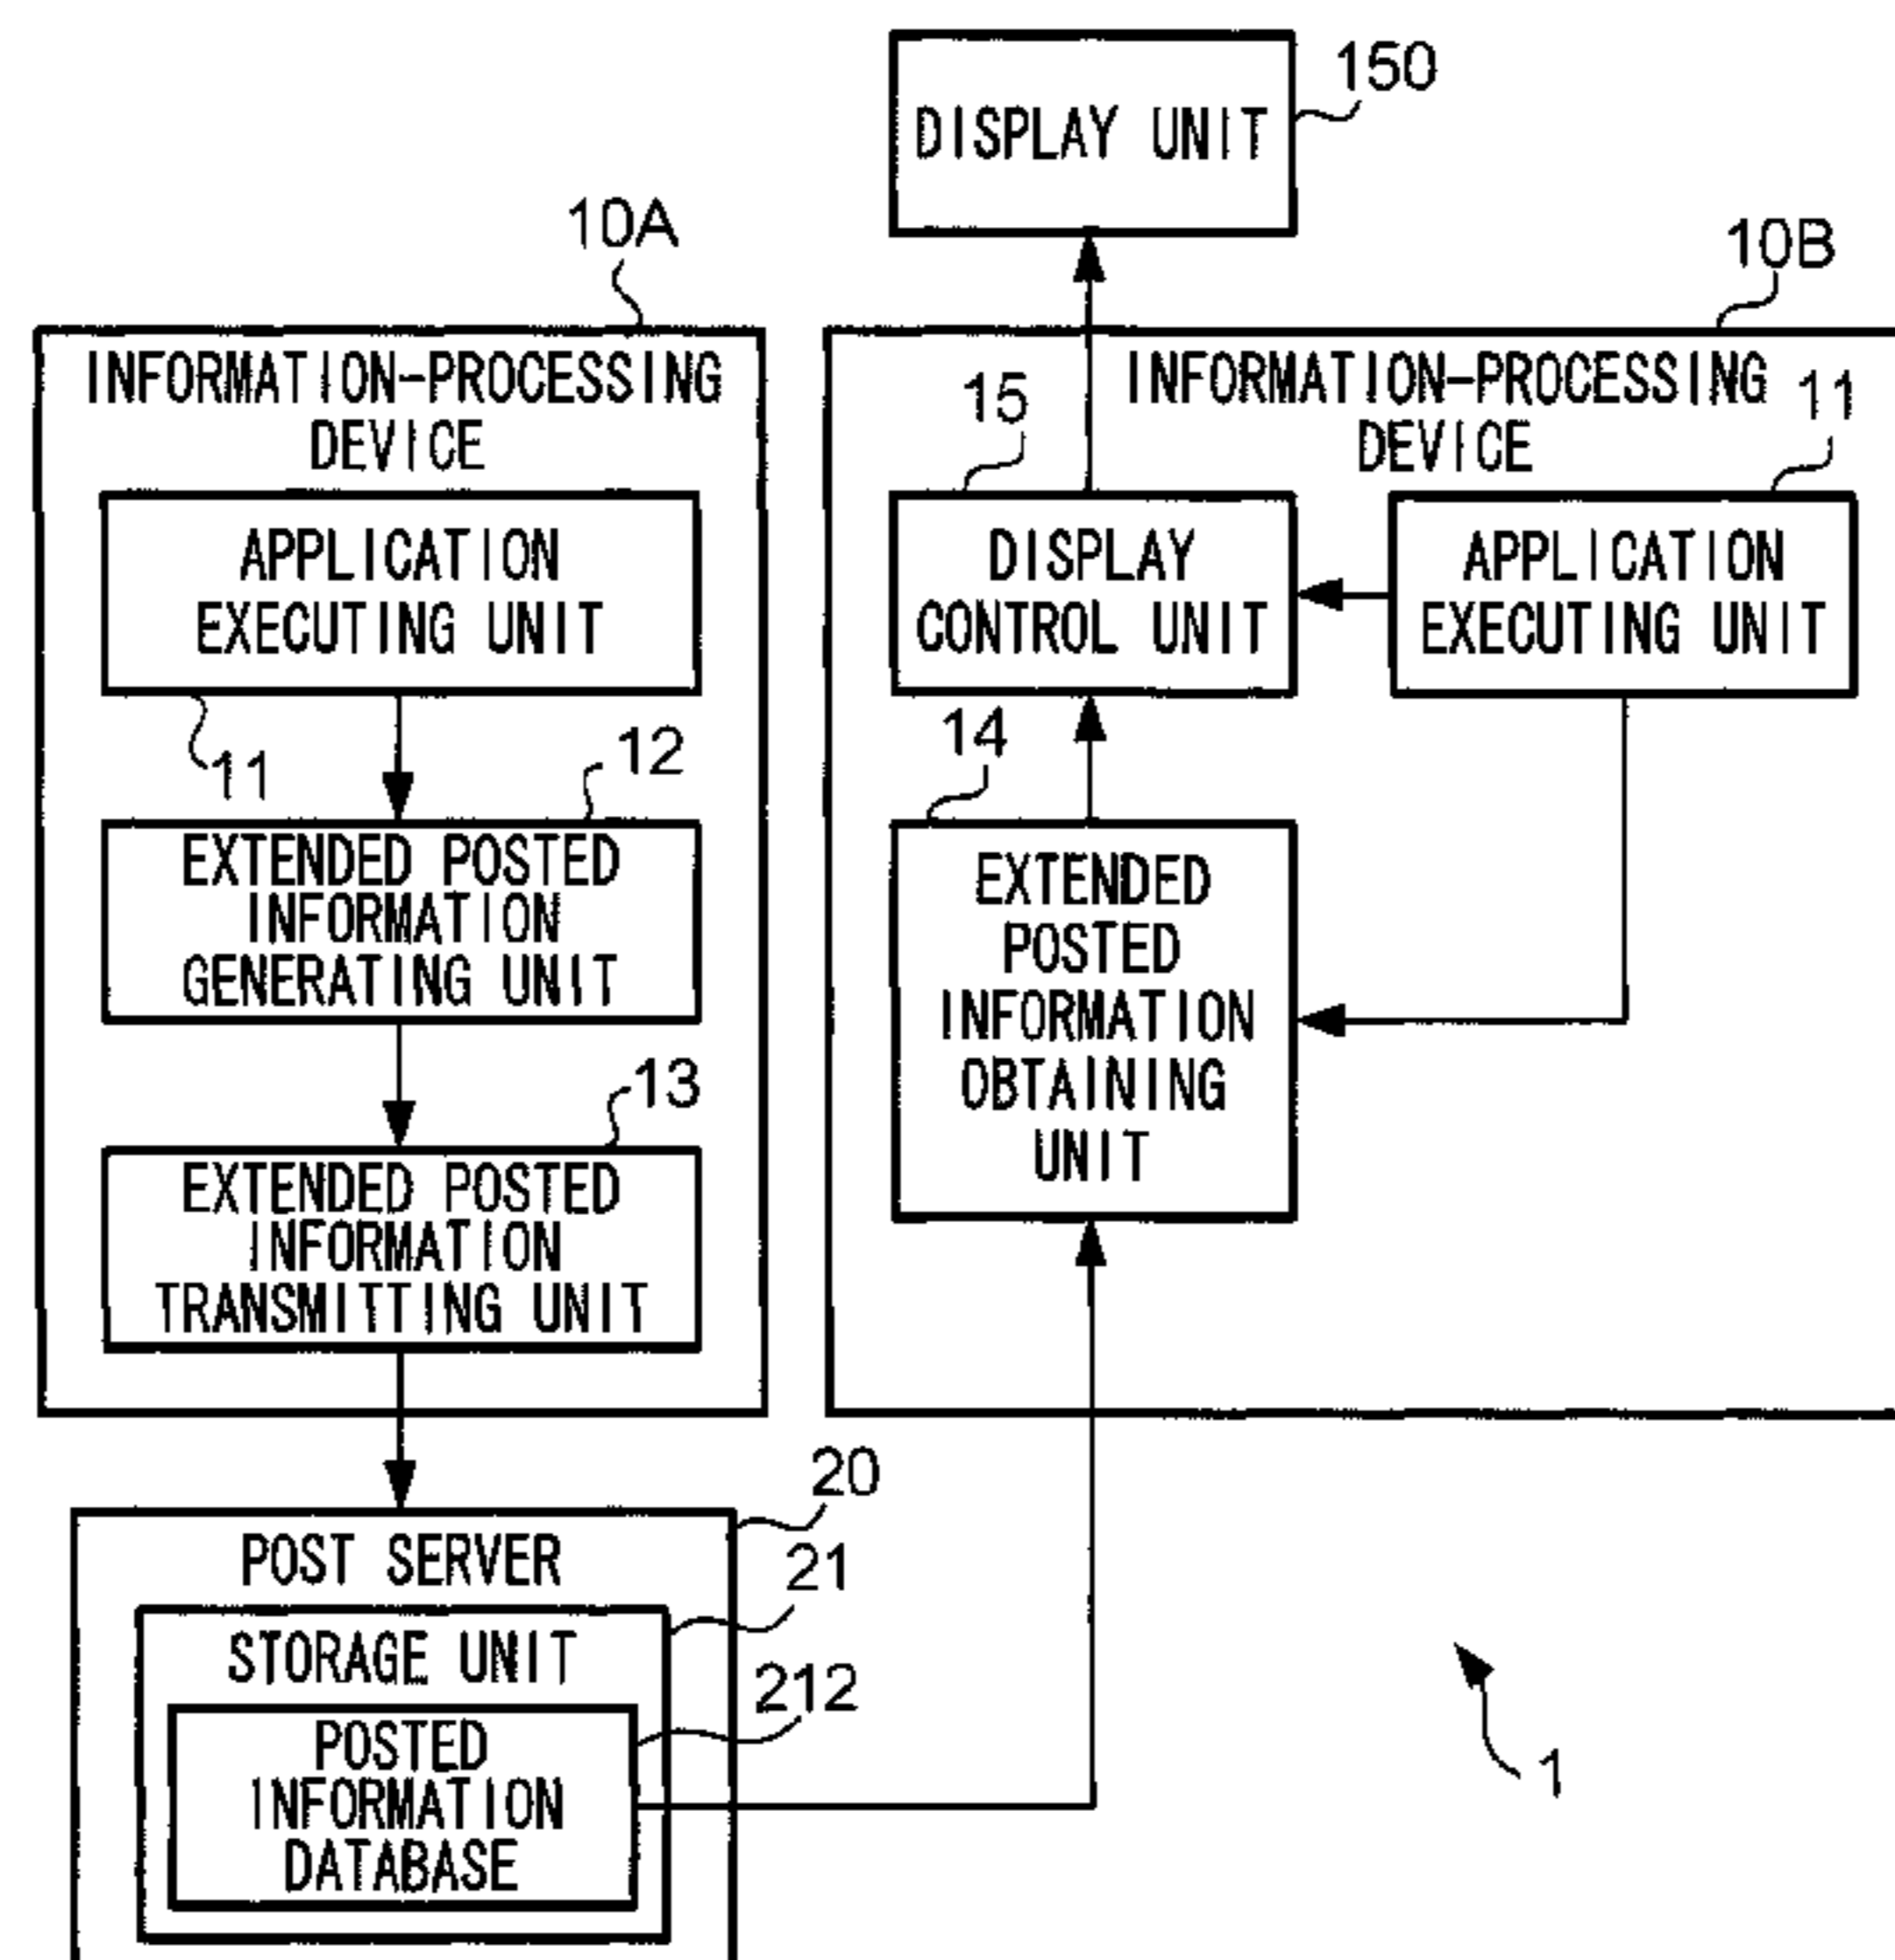 150
DISPLAY UNIT
10A
10B
INFORMATION-PROCESSING
DEVICE
APPLICATION
EXECUTING UNIT
11
12
EXTENDED POSTED
INFORMATION
GENERATING UNIT
13
EXTENDED POSTED
INFORMATION
TRANSMITTING UNIT
INFORMATION-PROCESSING
DEVICE
15
11
DISPLAY
CONTROL UNIT
APPLICATION
EXECUTING UNIT
14
EXTENDED
POSTED
INFORMATION
OBTAINING
UNIT
20
POST SERVER
21
STORAGE UNIT
212
POSTED
INFORMATION
DATABASE
1